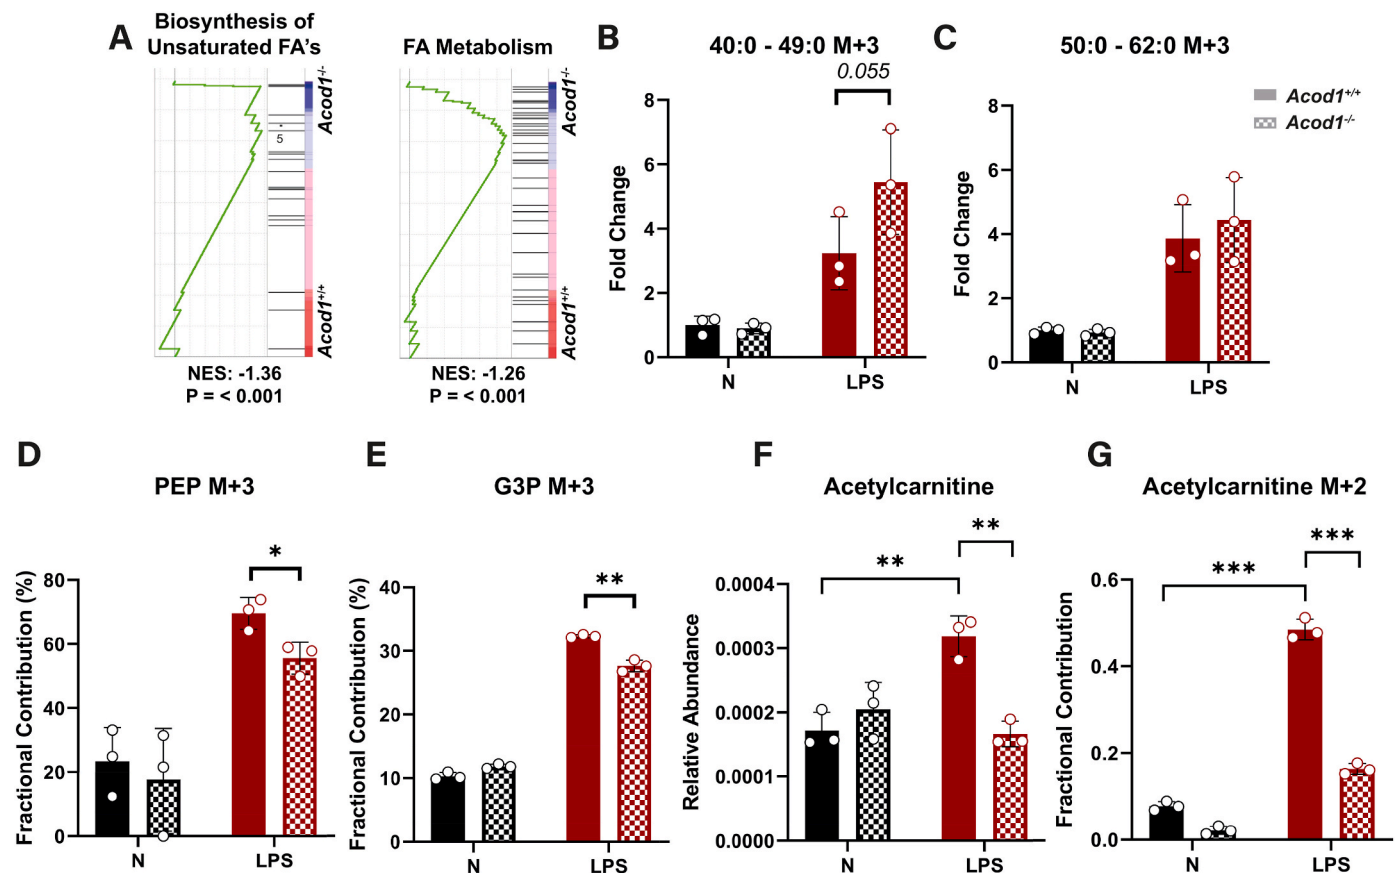 A
Biosynthesis of
Unsaturated FA's
*
5
Acod1-/-
Acod1+/+
NES: -1.36
P = < 0.001
FA Metabolism
Acod1-/-
Acod1+/+
NES: -1.26
P = < 0.001
B
40:0 - 49:0 M+3
0.055
Fold Change
8
6
4
2
0
N
LPS
C
50:0 - 62:0 M+3
Fold Change
8
6
4
2
0
N
LPS
Acod1+/+
Acod1-/-
D
PEP M+3
*
Fractional Contribution (%)
80
60
40
20
0
N
LPS
E
G3P M+3
**
Fractional Contribution (%)
40
30
20
10
0
N
LPS
F
Acetylcarnitine
**
**
Relative Abundance
0.0004
0.0003
0.0002
0.0001
0.0000
N
LPS
G
Acetylcarnitine M+2
***
***
Fractional Contribution
0.6
0.4
0.2
0.0
N
LPS